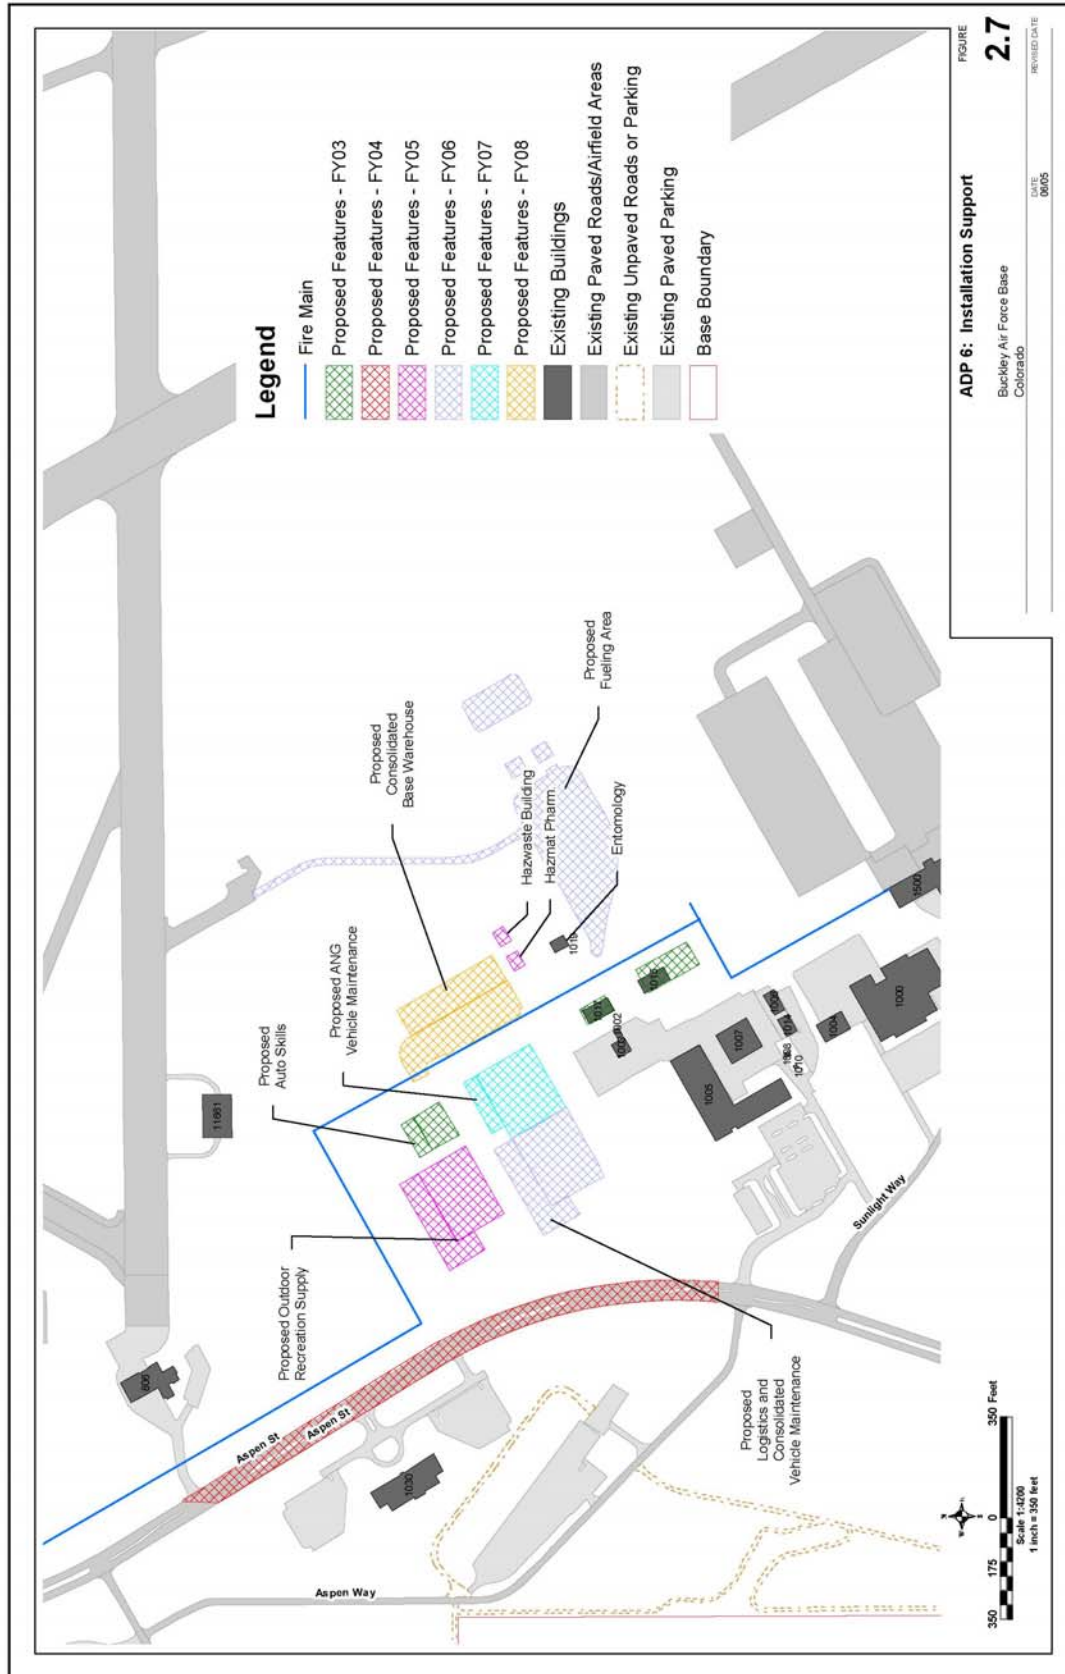 Legend
Fire Main
Proposed Features - FY03
Proposed Features - FY04
Proposed Features - FY05
Proposed Features - FY06
Proposed Features - FY07
Proposed Features - FY08
Existing Buildings
Existing Paved Roads/Airfield Areas
Existing Unpaved Roads or Parking
Existing Paved Parking
Base Boundary
Proposed
Consolidated
Base Warehouse
Proposed ANG
Vehicle Maintenance
Proposed
Auto Skills
Proposed Outdoor
Recreation Supply
Hazwaste Building
Hazmat Pharm
Proposed
Fueling Area
Entomology
Proposed
Logistics and
Consolidated
Vehicle Maintenance
11661
606
1030
Aspen St
Aspen St
Aspen Way
Sunlight Way
1017
1005
1007
1004
1000
1500
1010
350
175
0
350 Feet
Scale 1:4200
1 inch = 350 feet
ADP 6: Installation Support
Buckley Air Force Base
Colorado
FIGURE
2.7
DATE
06/05
REVISED DATE